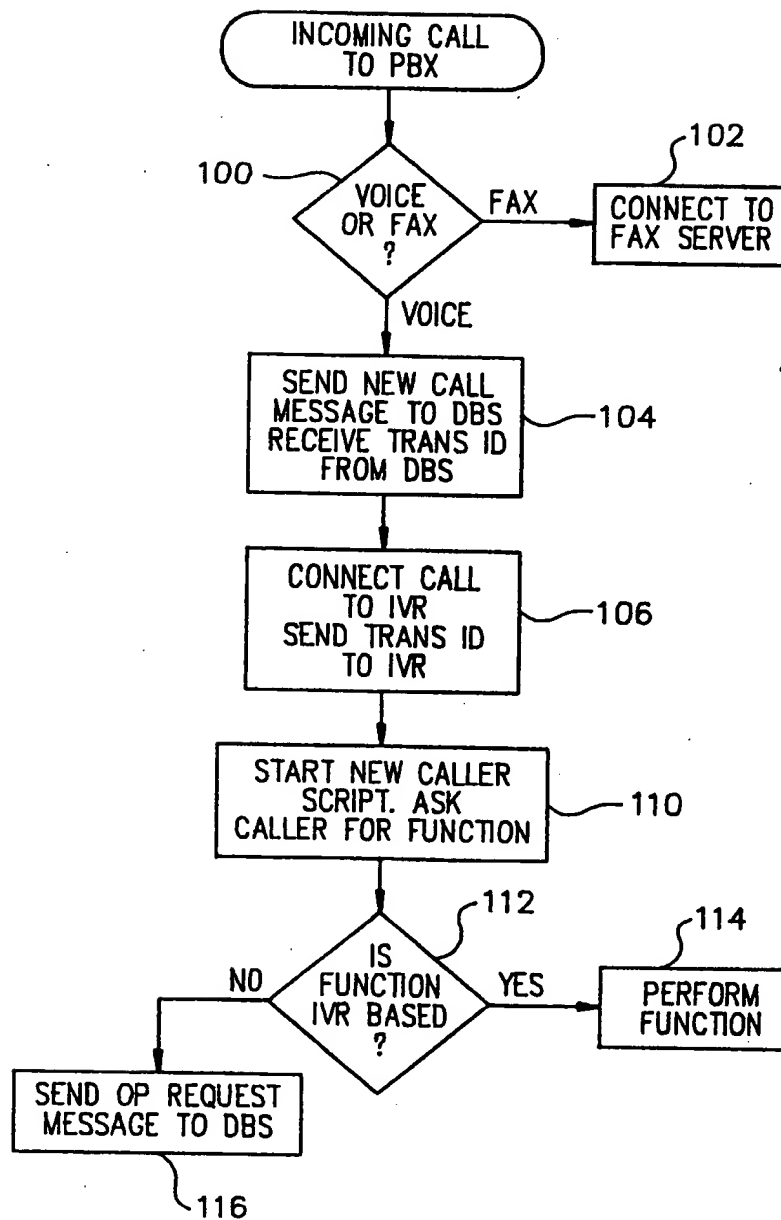 INCOMING CALL
TO PBX
100
VOICE
OR FAX
?
FAX
102
CONNECT TO
FAX SERVER
VOICE
SEND NEW CALL
MESSAGE TO DBS
RECEIVE TRANS ID
FROM DBS
104
CONNECT CALL
TO IVR
SEND TRANS ID
TO IVR
106
START NEW CALLER
SCRIPT. ASK
CALLER FOR FUNCTION
110
112
IS
FUNCTION
IVR BASED
?
NO
YES
114
PERFORM
FUNCTION
SEND OP REQUEST
MESSAGE TO DBS
116